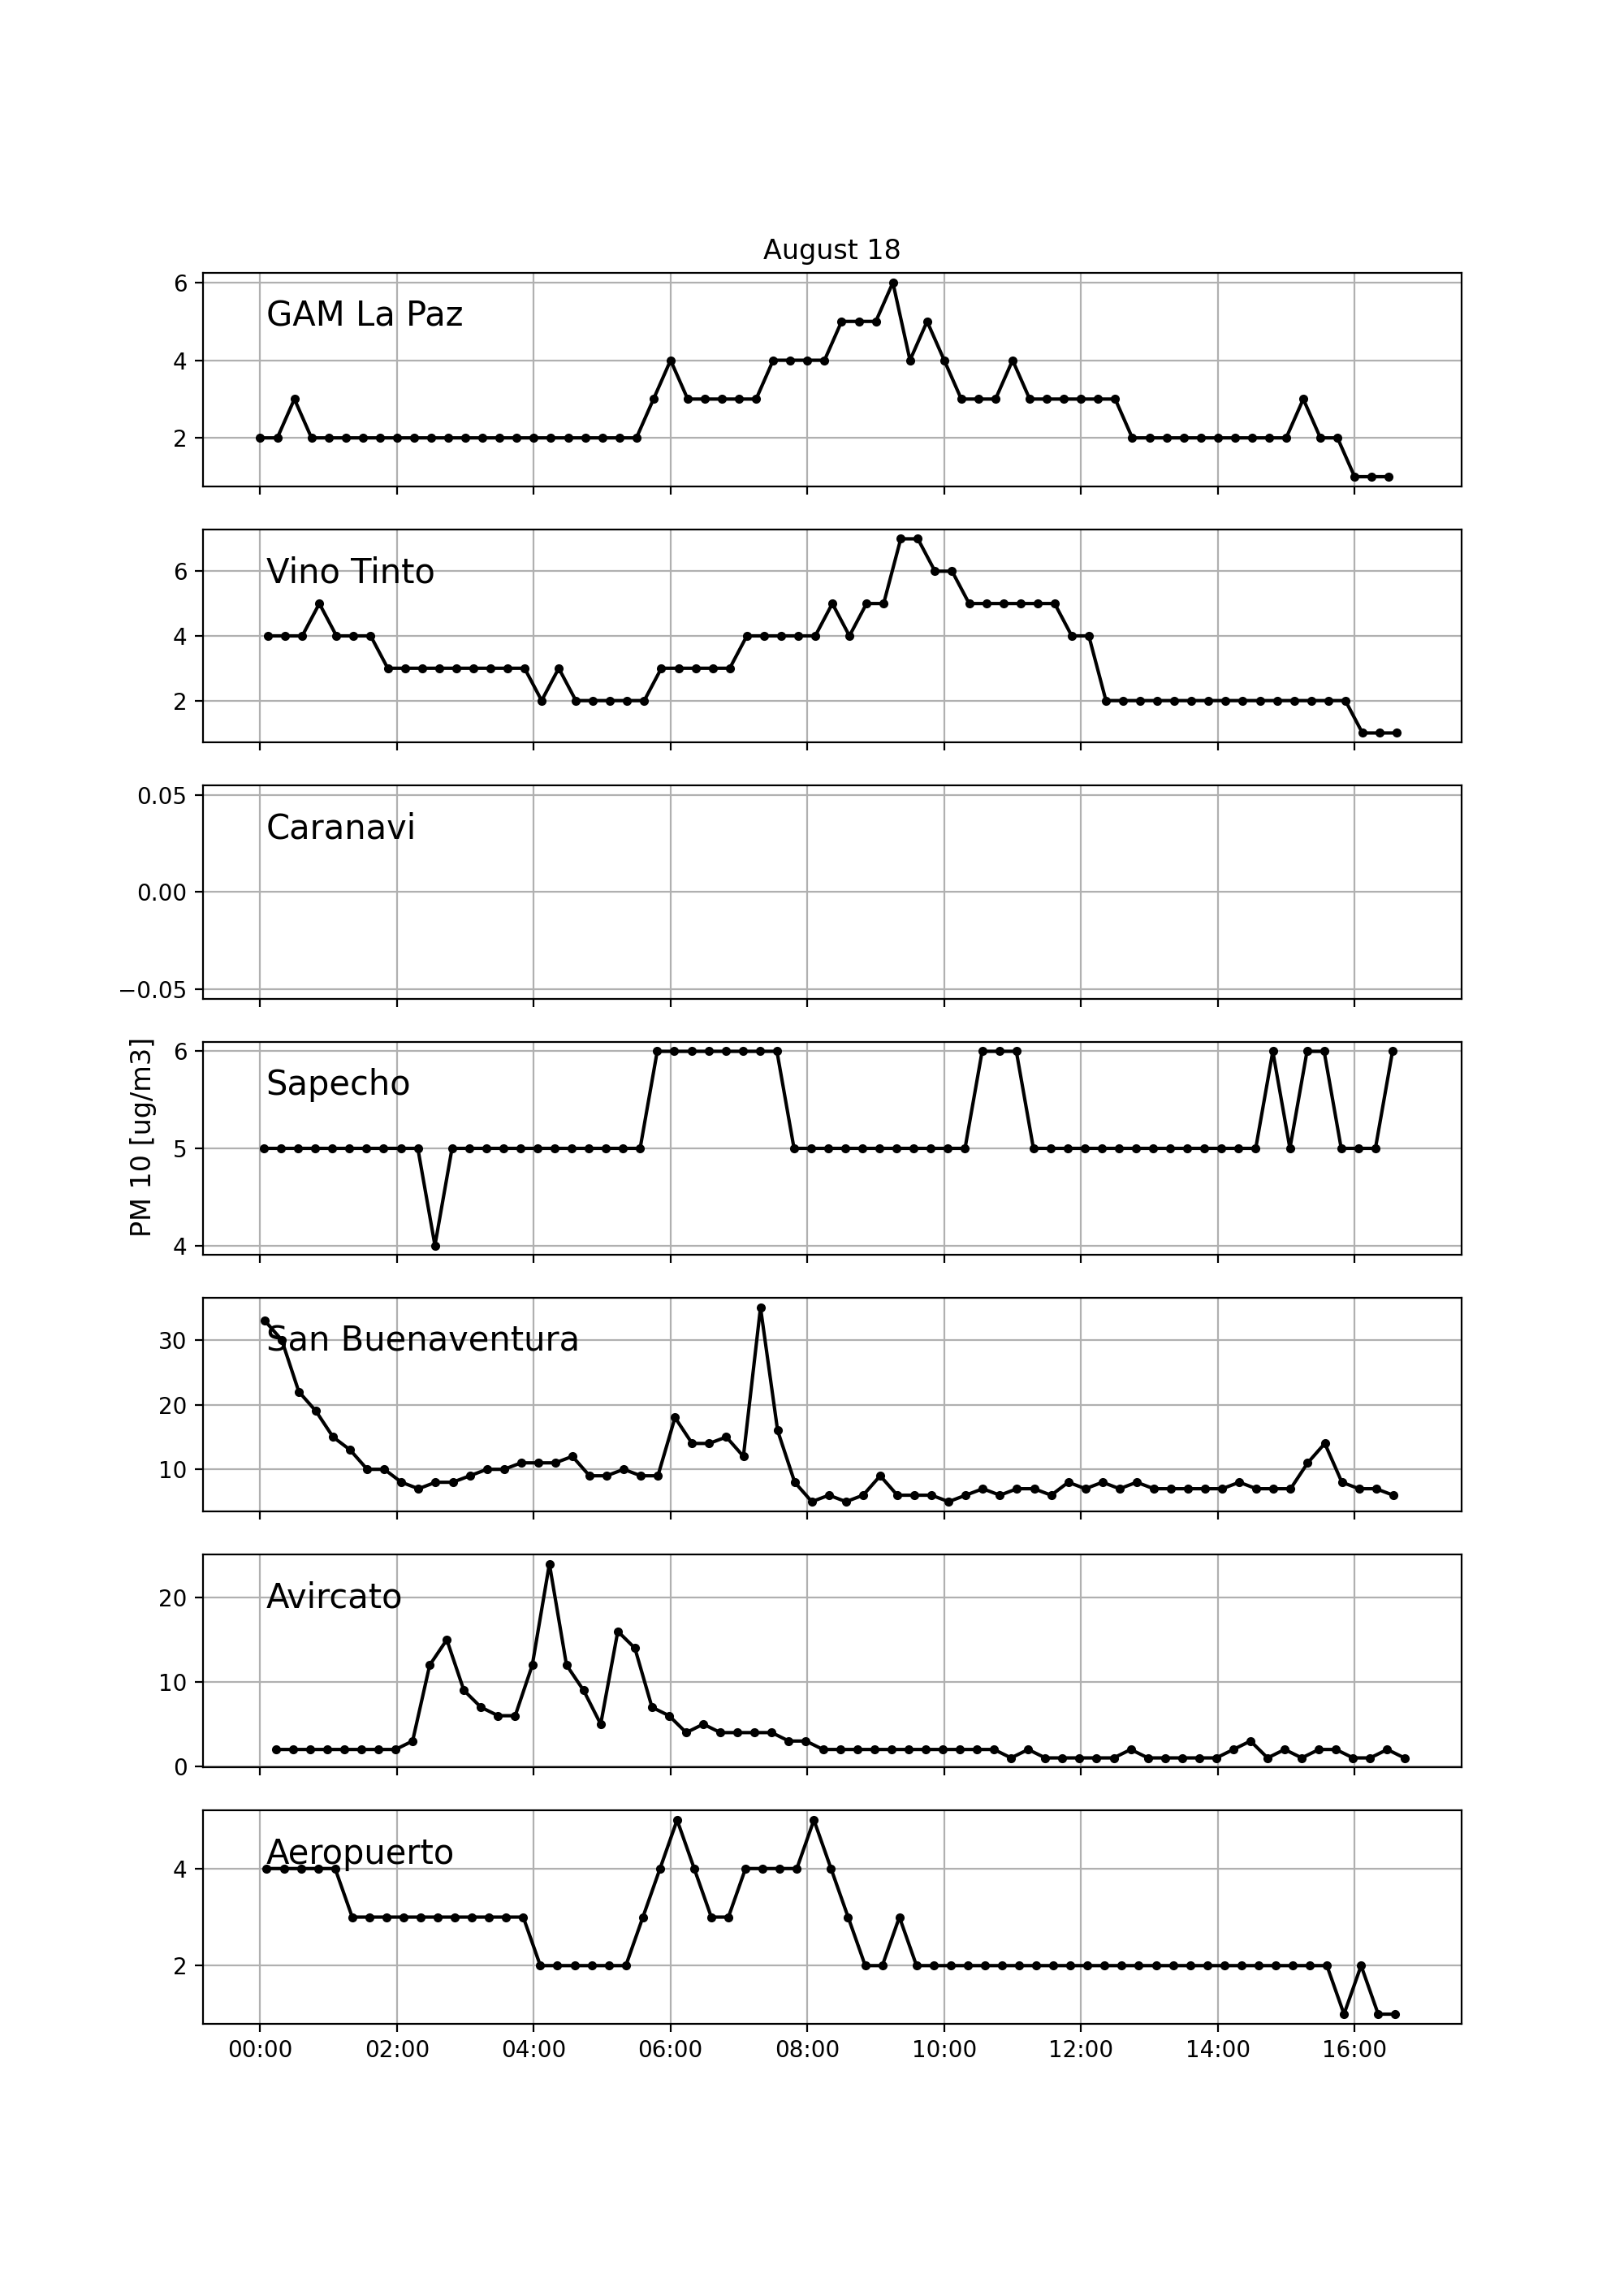 August 18
6
GAM La Paz
4
2
6
Vino Tinto
4
2
0.05
Caranavi
0.00
−0.05
PM 10 [ug/m3]
6
Sapecho
5
4
30
San Buenaventura
20
10
20
Avircato
10
0
4
Aeropuerto
2
00:00 02:00 04:00 06:00 08:00 10:00 12:00 14:00 16:00